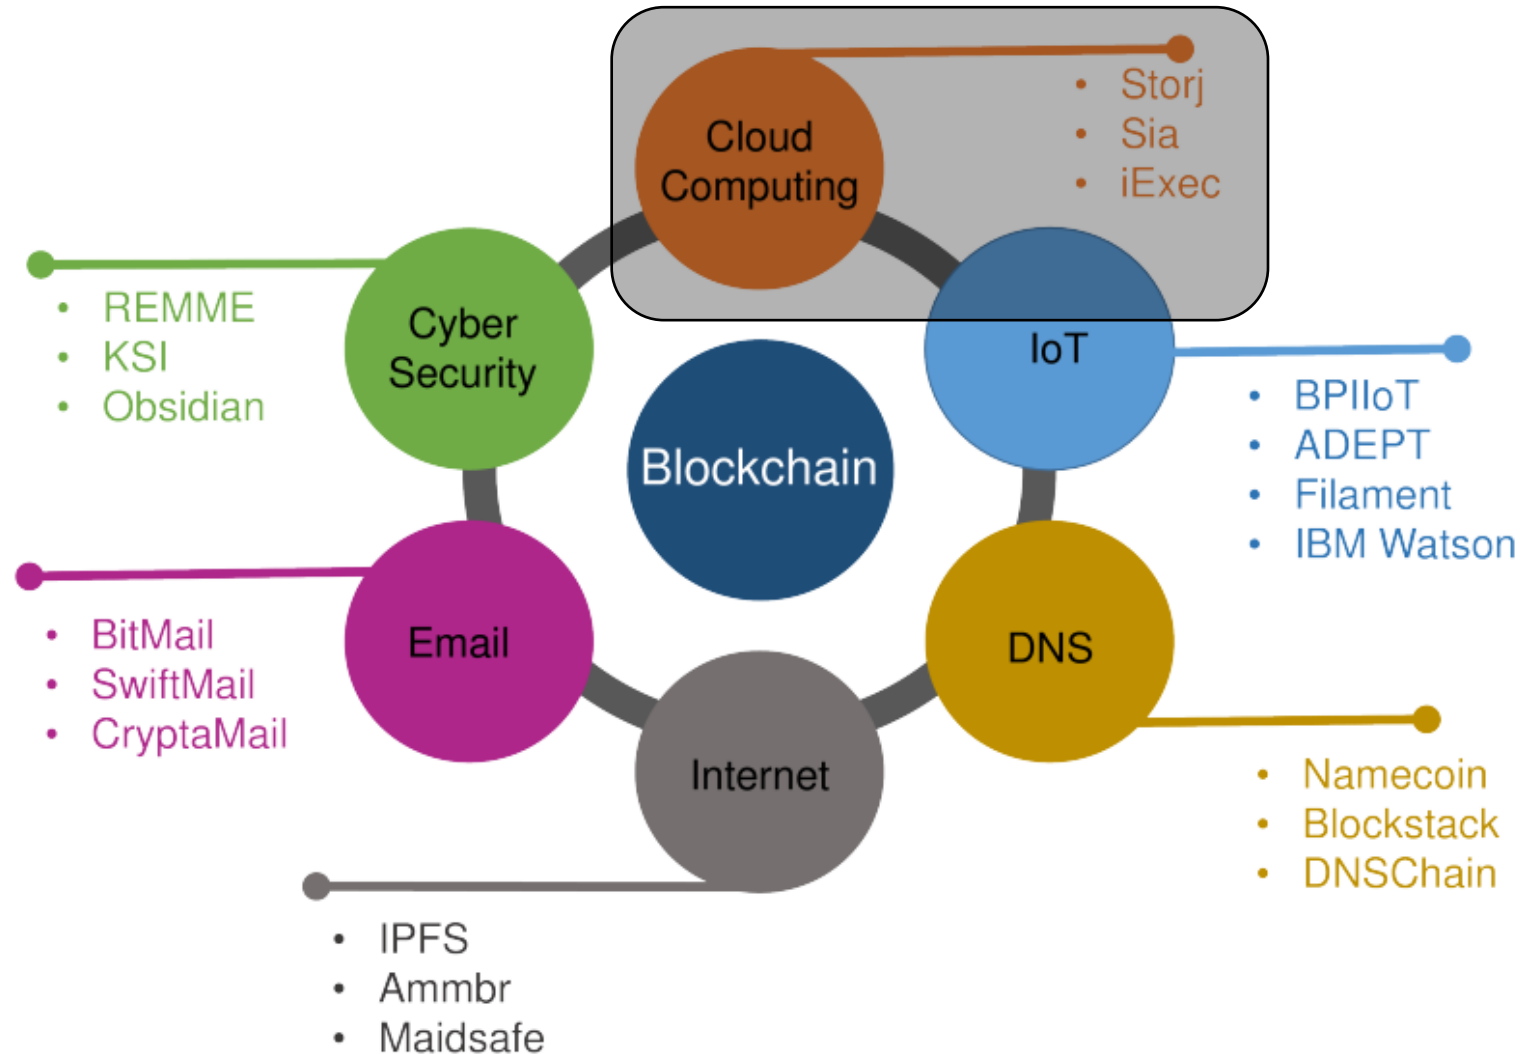 Cloud
Computing
• Storj
• Sia
• iExec
Cyber
Security
• REMME
• KSI
• Obsidian
IoT
• BPIIoT
• ADEPT
• Filament
• IBM Watson
Blockchain
Email
• BitMail
• SwiftMail
• CryptaMail
DNS
• Namecoin
• Blockstack
• DNSChain
Internet
• IPFS
• Ammbr
• Maidsafe